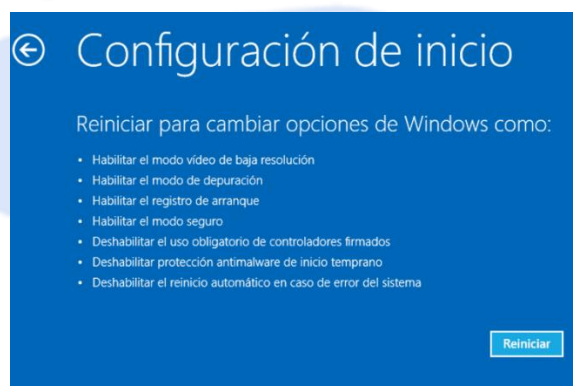 Configuración de inicio
Reiniciar para cambiar opciones de Windows como:
• Habilitar el modo vídeo de baja resolución
• Habilitar el modo de depuración
• Habilitar el registro de arranque
• Habilitar el modo seguro
• Deshabilitar el uso obligatorio de controladores firmados
• Deshabilitar protección antimalware de inicio temprano
• Deshabilitar el reinicio automático en caso de error del sistema
Reiniciar